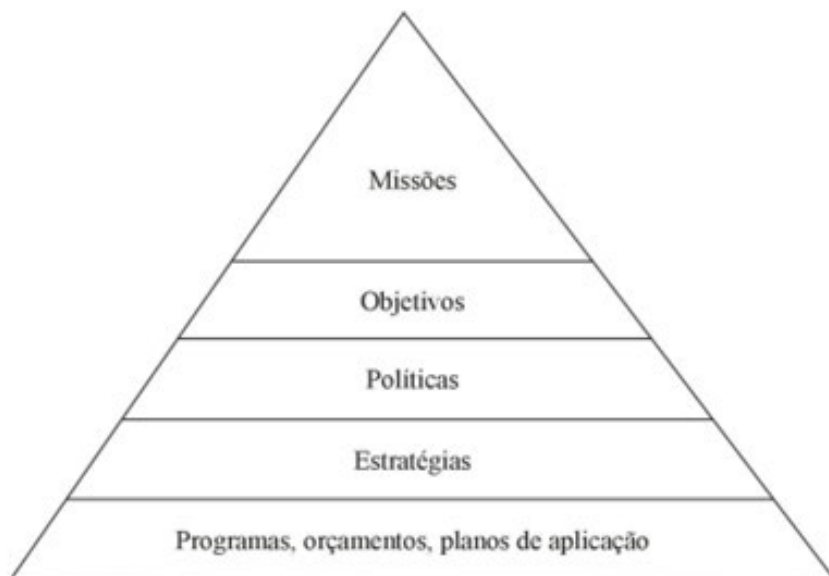 Missões
Objetivos
Políticas
Estratégias
Programas, orçamentos, planos de aplicação